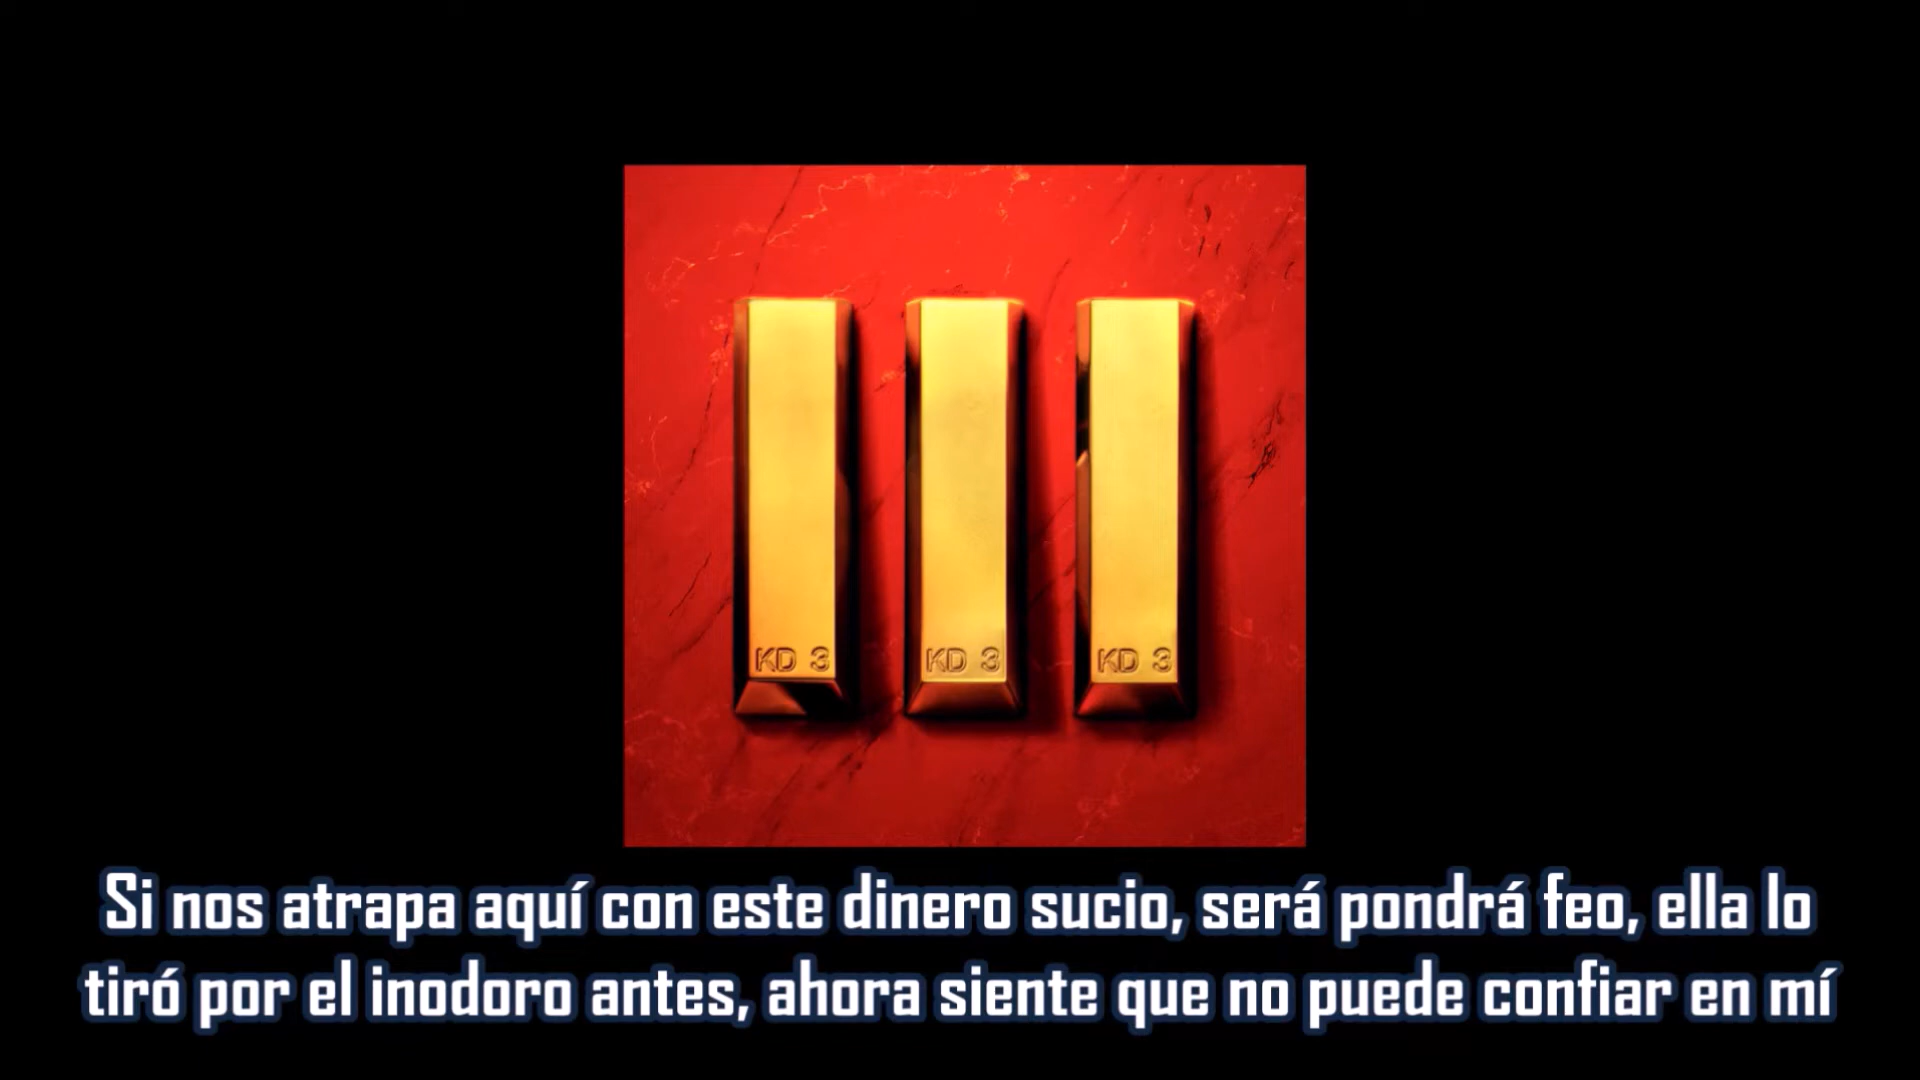 KD 3 KD 3 KD 3
Si nos atrapa aquí con este dinero sucio, será pondrá feo, ella lo
tiró por el inodoro antes, ahora siente que no puede confiar en mí